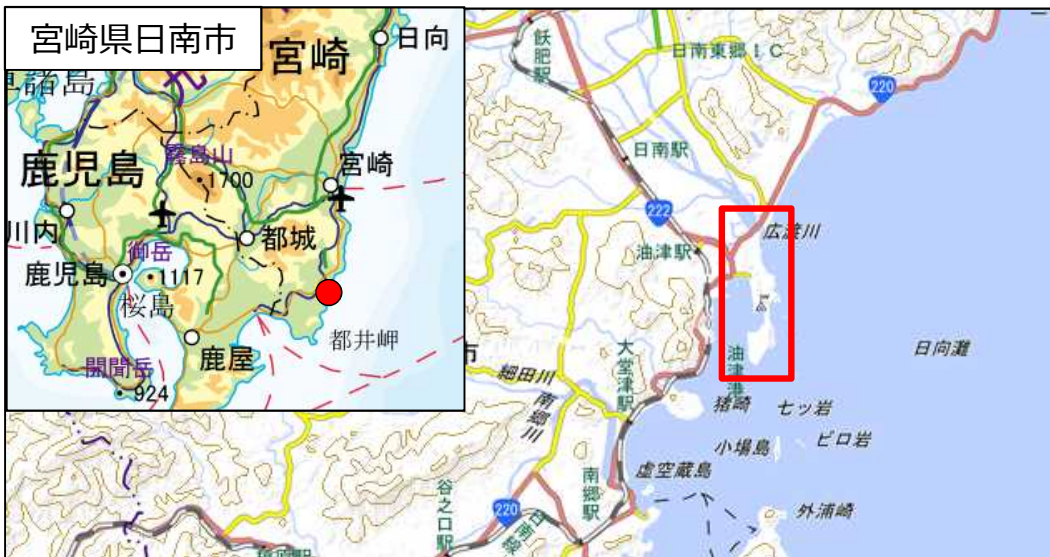 宮崎県日南市
日向
宮崎
諸島
霧島山
鹿児島
1700
宮崎
川内
都城
御岳
鹿児島
1117
桜島
鹿屋
都井岬
開聞岳
924
飫肥駅
日南東郷IC
220
日南駅
222
広渡川
油津駅
油津港
日向灘
市
大堂津駅
細田川
南郷川
猪崎
七ツ岩
小場島
ビロ岩
虚空蔵島
南郷駅
谷之口駅
220
日南線
外浦崎